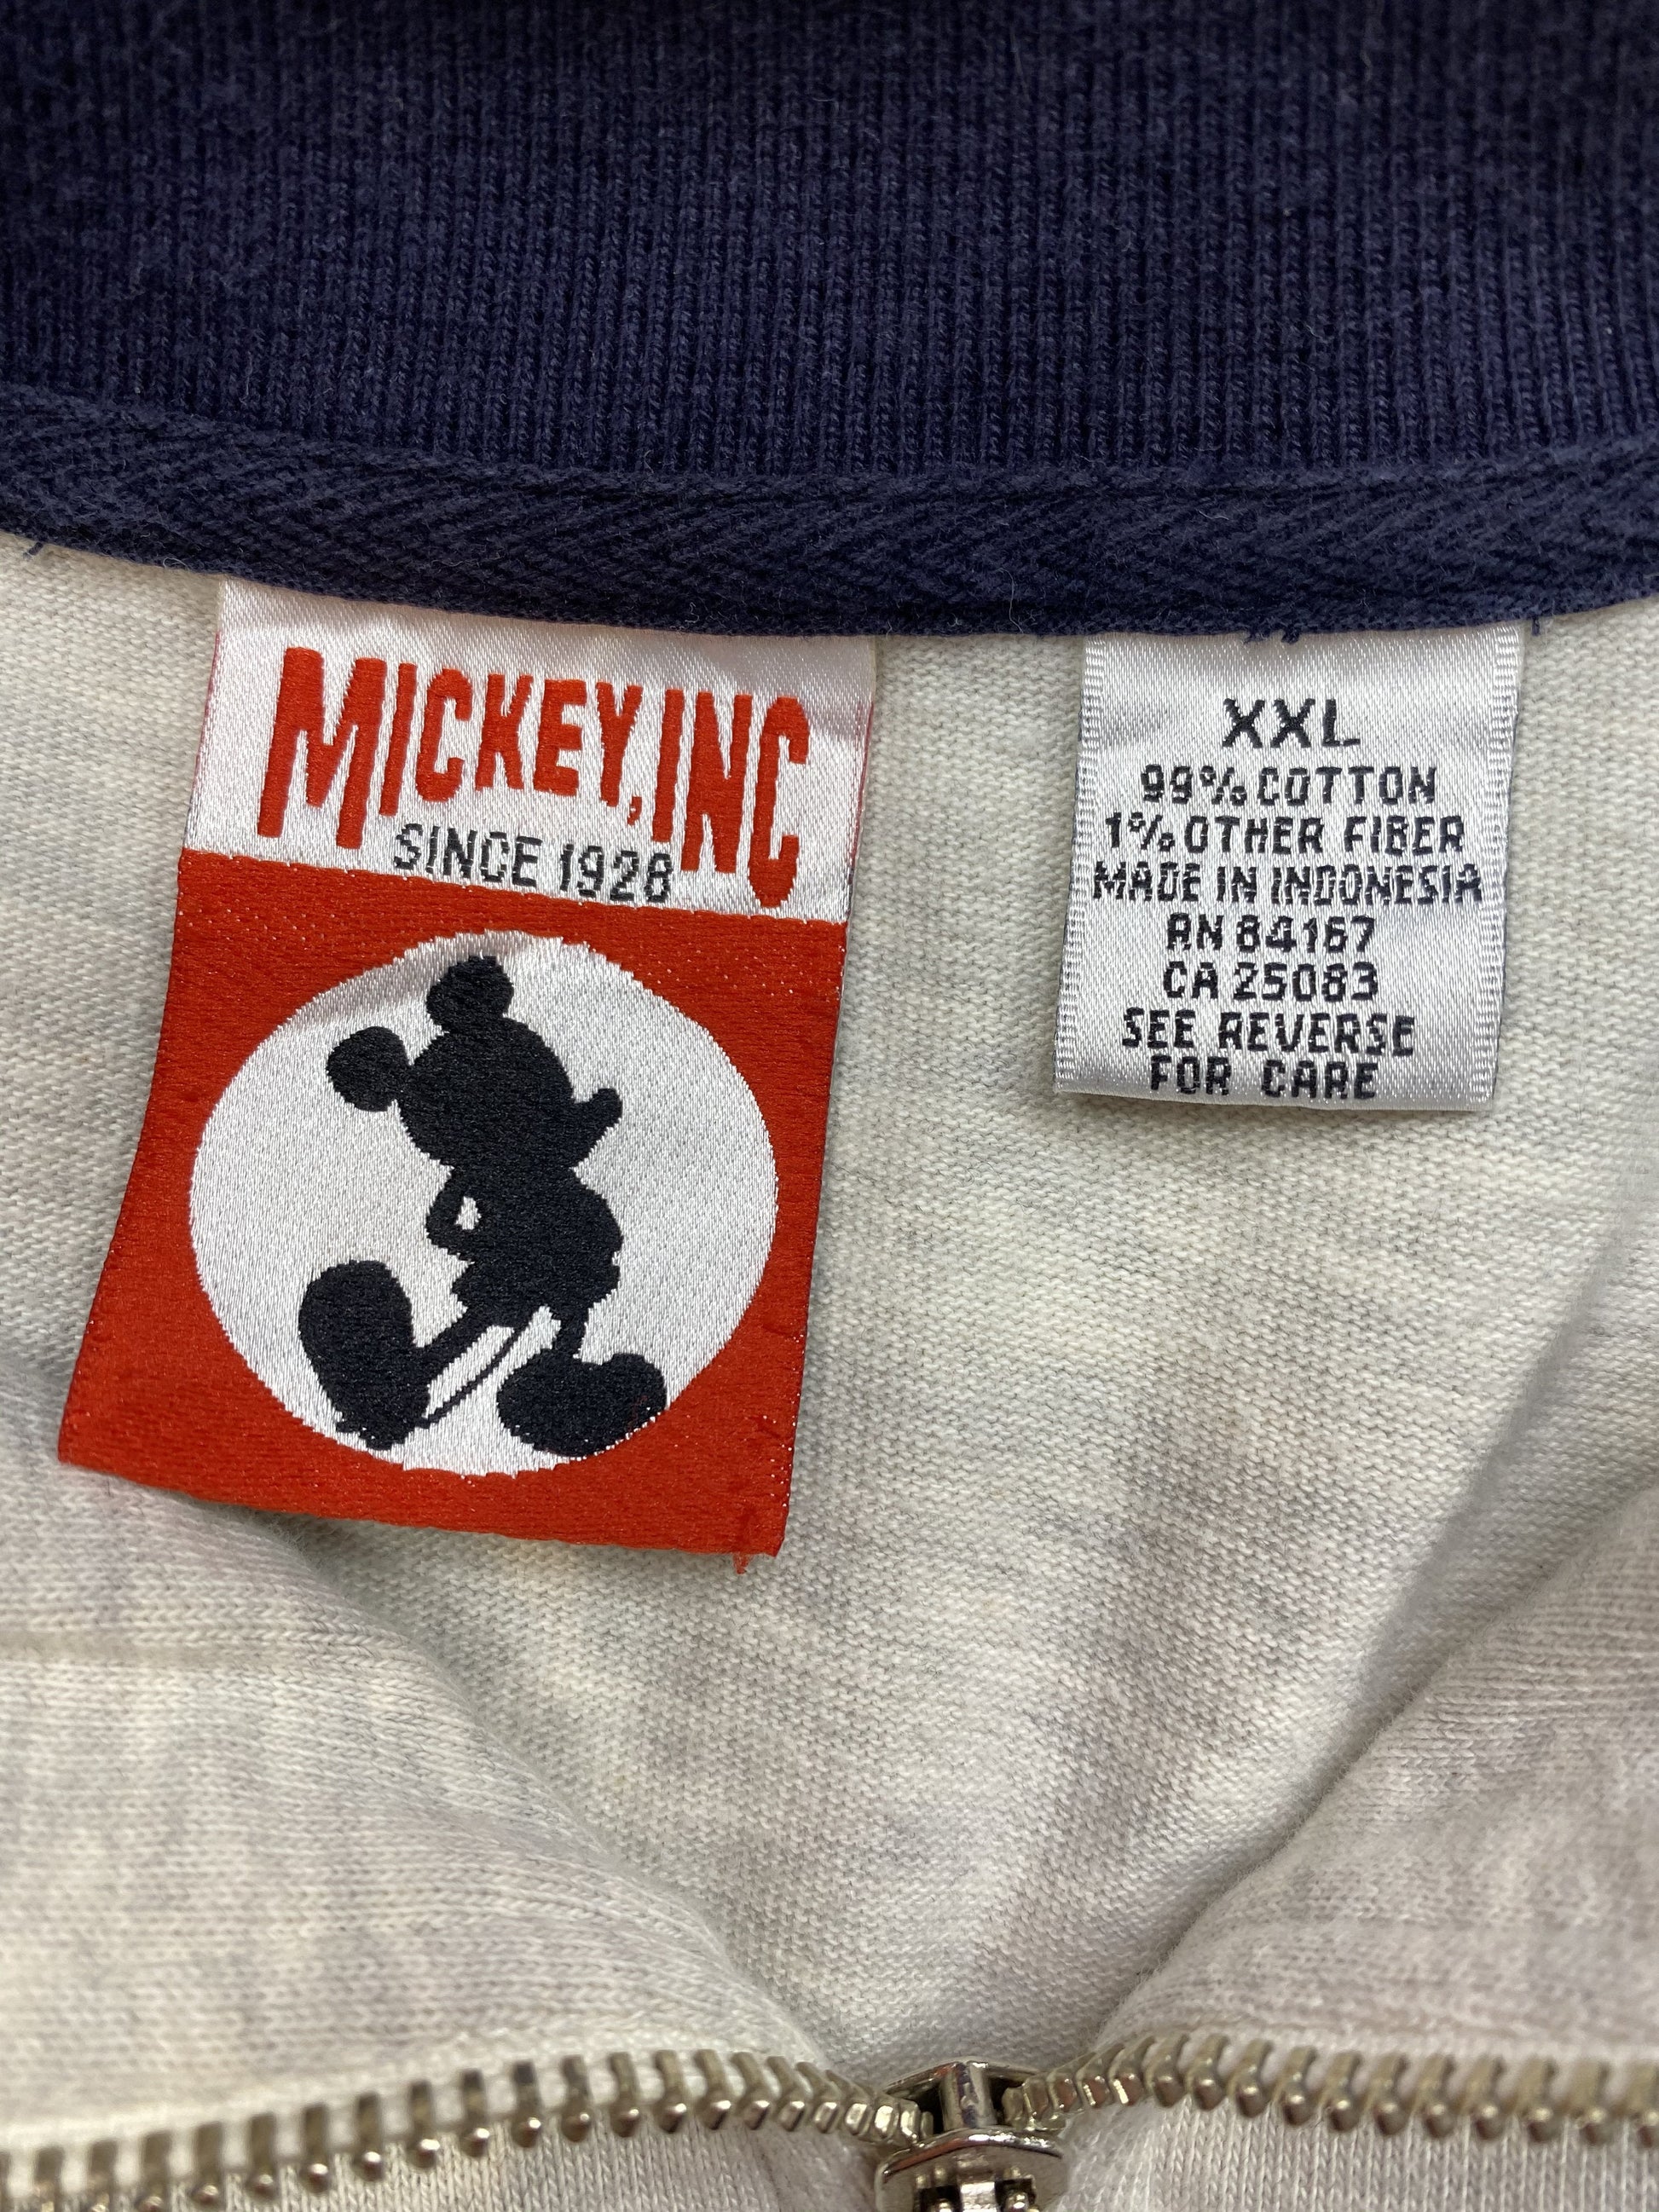 MICKEY, INC
SINCE 1928
XXL
99% COTTON
1% OTHER FIBER
MADE IN INDONESIA
RN 84167
CA 25083
SEE REVERSE
FOR CARE